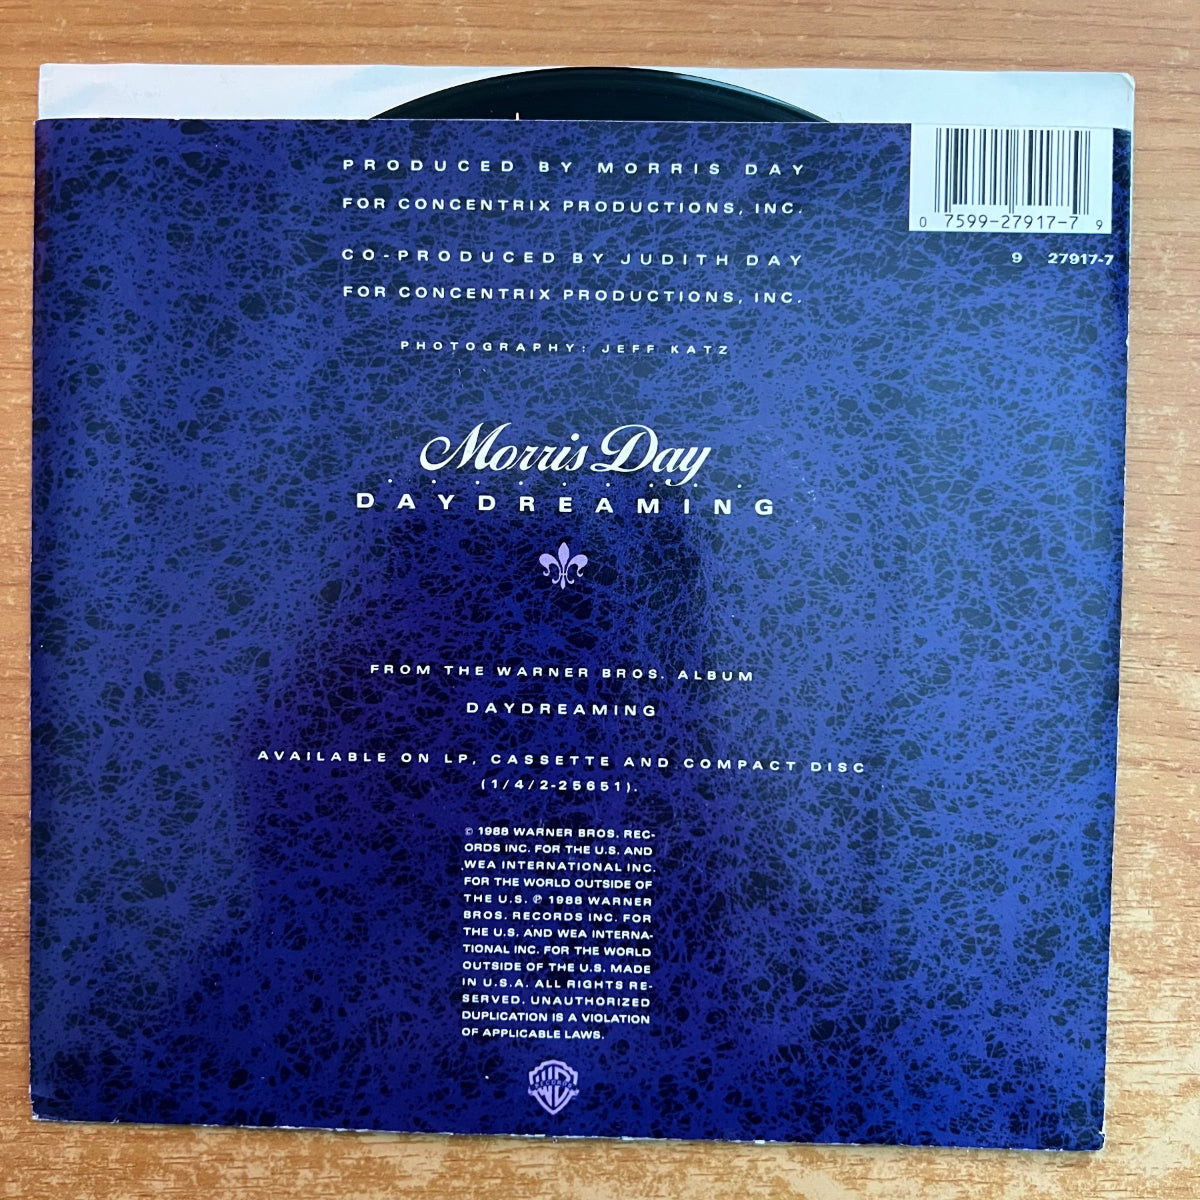 PRODUCED BY MORRIS DAY
FOR CONCENTRIX PRODUCTIONS, INC.
CO-PRODUCED BY JUDITH DAY
FOR CONCENTRIX PRODUCTIONS, INC.
PHOTOGRAPHY: JEFF KATZ
0 7599-27917-7 9
9 27917-7
Morris Day
DAYDREAMING
FROM THE WARNER BROS. ALBUM
DAYDREAMING
AVAILABLE ON LP, CASSETTE AND COMPACT DISC
(1/4/2-25651).
© 1988 WARNER BROS. REC-
ORDS INC. FOR THE U.S. AND
WEA INTERNATIONAL INC.
FOR THE WORLD OUTSIDE OF
THE U.S. ℗ 1988 WARNER
BROS. RECORDS INC. FOR
THE U.S. AND WEA INTERNA-
TIONAL INC. FOR THE WORLD
OUTSIDE OF THE U.S. MADE
IN U.S.A. ALL RIGHTS RE-
SERVED. UNAUTHORIZED
DUPLICATION IS A VIOLATION
OF APPLICABLE LAWS.
WB
RECORDS